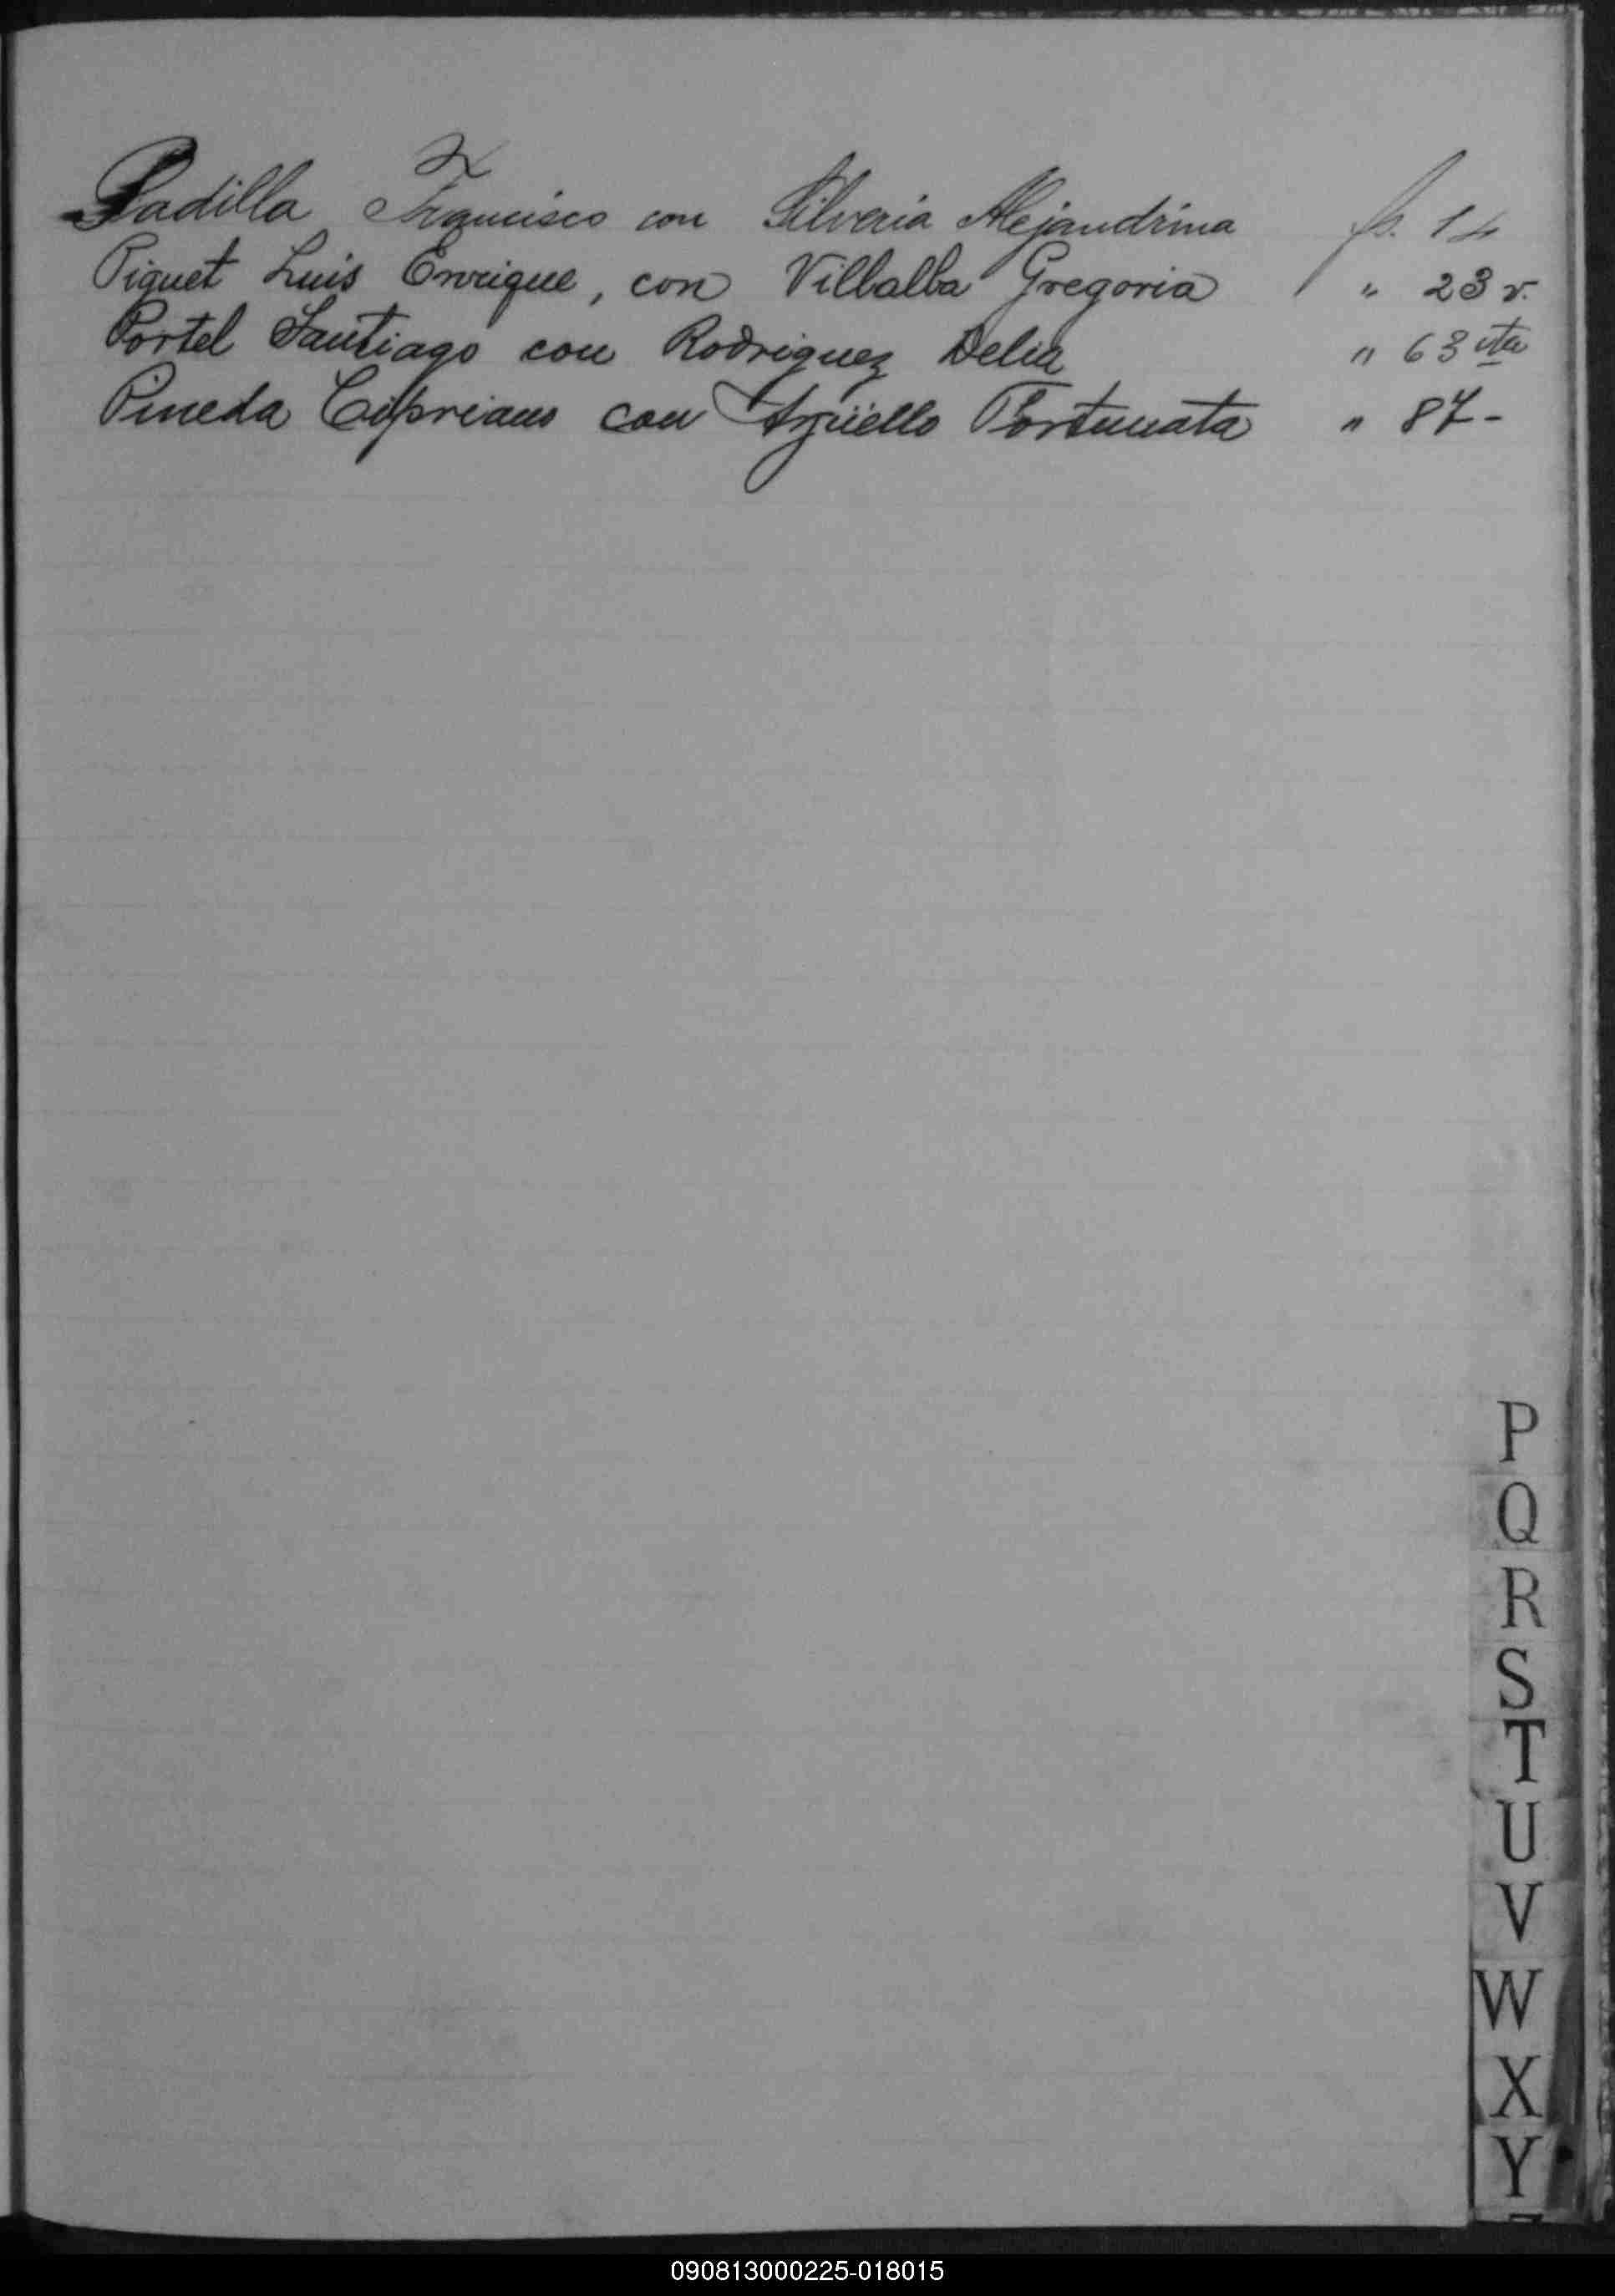 Padilla Francisco con Silveria Alejandrina fs. 14
Piquet Luis Enrique, con Villalba Gregoria " 23 v.
Portel Santiago con Rodriguez Delia " 63 vta
Pineda Cipriano con Argüello Fortunata " 87-
P
Q
R
S
T
U
V
W
X
Y
090813000225-018015